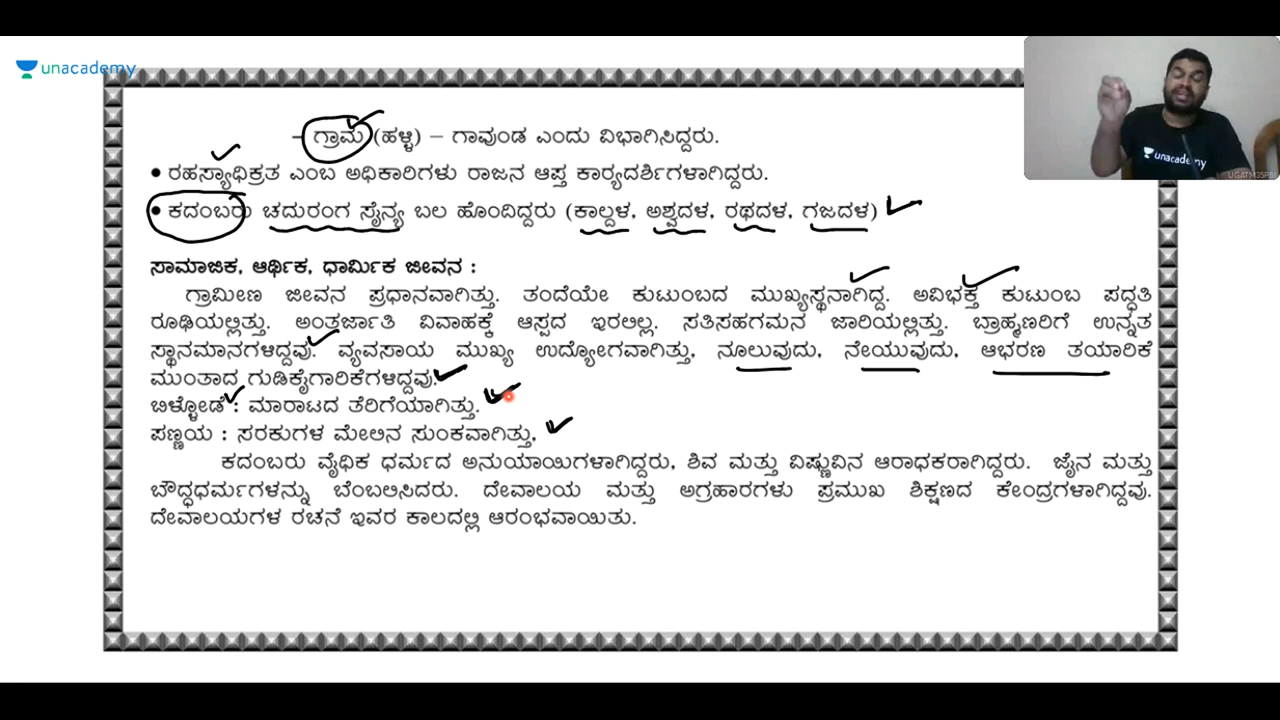 unacademy
– ಗ್ರಾಮ (ಹಳ್ಳಿ) – ಗಾವುಂಡ ಎಂದು ವಿಭಾಗಿಸಿದ್ದರು.
• ರಹಸ್ಯಾಧಿಕ್ರತ ಎಂಬ ಅಧಿಕಾರಿಗಳು ರಾಜನ ಆಪ್ತ ಕಾರ್‍ಯದರ್ಶಿಗಳಾಗಿದ್ದರು.
• ಕದಂಬರು ಚದುರಂಗ ಸೈನ್ಯ ಬಲ ಹೊಂದಿದ್ದರು (ಕಾಲ್ದಳ, ಅಶ್ವದಳ, ರಥದಳ, ಗಜದಳ)
ಸಾಮಾಜಿಕ, ಆರ್ಥಿಕ, ಧಾರ್ಮಿಕ ಜೀವನ :
ಗ್ರಾಮೀಣ ಜೀವನ ಪ್ರಧಾನವಾಗಿತ್ತು. ತಂದೆಯೇ ಕುಟುಂಬದ ಮುಖ್ಯಸ್ಥನಾಗಿದ್ದ. ಅವಿಭಕ್ತ ಕುಟುಂಬ ಪದ್ಧತಿ
ರೂಢಿಯಲ್ಲಿತ್ತು. ಅಂತರ್ಜಾತಿ ವಿವಾಹಕ್ಕೆ ಆಸ್ಪದ ಇರಲಿಲ್ಲ. ಸತಿಸಹಗಮನ ಜಾರಿಯಲ್ಲಿತ್ತು. ಬ್ರಾಹ್ಮಣರಿಗೆ ಉನ್ನತ
ಸ್ಥಾನಮಾನಗಳಿದ್ದವು. ವ್ಯವಸಾಯ ಮುಖ್ಯ ಉದ್ಯೋಗವಾಗಿತ್ತು, ನೂಲುವುದು, ನೇಯುವುದು, ಆಭರಣ ತಯಾರಿಕೆ
ಮುಂತಾದ ಗುಡಿಕೈಗಾರಿಕೆಗಳಿದ್ದವು.
ಬಿಳ್ಕೋಡೆ : ಮಾರಾಟದ ತೆರಿಗೆಯಾಗಿತ್ತು.
ಪಣ್ಣಯ : ಸರಕುಗಳ ಮೇಲಿನ ಸುಂಕವಾಗಿತ್ತು,
ಕದಂಬರು ವೈಧಿಕ ಧರ್ಮದ ಅನುಯಾಯಿಗಳಾಗಿದ್ದರು, ಶಿವ ಮತ್ತು ವಿಷ್ಣುವಿನ ಆರಾಧಕರಾಗಿದ್ದರು. ಜೈನ ಮತ್ತು
ಬೌದ್ಧಧರ್ಮಗಳನ್ನು ಬೆಂಬಲಿಸಿದರು. ದೇವಾಲಯ ಮತ್ತು ಅಗ್ರಹಾರಗಳು ಪ್ರಮುಖ ಶಿಕ್ಷಣದ ಕೇಂದ್ರಗಳಾಗಿದ್ದವು.
ದೇವಾಲಯಗಳ ರಚನೆ ಇವರ ಕಾಲದಲ್ಲಿ ಆರಂಭವಾಯಿತು.
unacademy